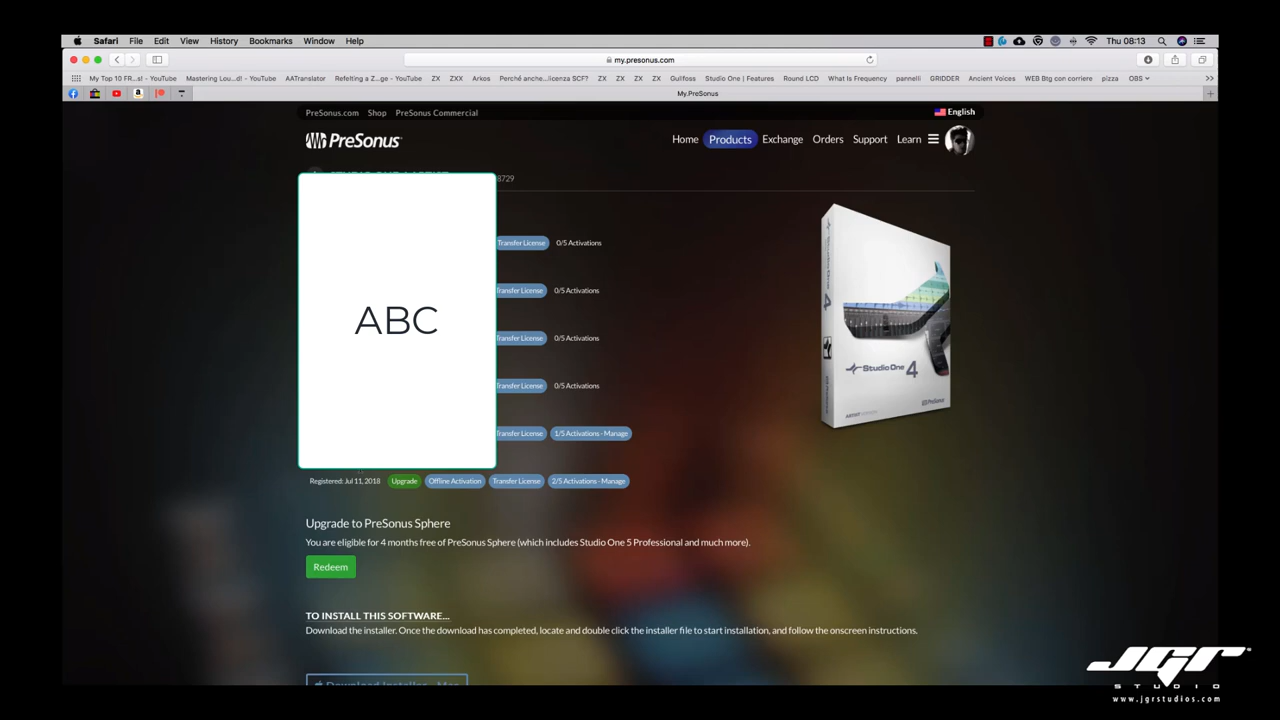 Safari File Edit View History Bookmarks Window Help Thu 08:13
my.presonus.com
My Top 10 FR...s! - YouTube Mastering Lou...d! - YouTube AATranslator Refelting a Z...ge - YouTube ZX ZXX Arkos Perché anche...licenza SCF? ZX ZX ZX ZX Gullfoss Studio One | Features Round LCD What Is Frequency pannelli GRIDDER Ancient Voices WEB Btg con corriere pizza OBS
My.PreSonus
PreSonus.com Shop PreSonus Commercial English
PreSonus Home Products Exchange Orders Support Learn
8729
Transfer License 0/5 Activations
Transfer License 0/5 Activations
ABC
Transfer License 0/5 Activations
Studio One 4
Transfer License 0/5 Activations
PreSonus
ARTIST VERSION
Transfer License 1/5 Activations - Manage
Registered: Jul 11, 2018 Upgrade Offline Activation Transfer License 2/5 Activations - Manage
Upgrade to PreSonus Sphere
You are eligible for 4 months free of PreSonus Sphere (which includes Studio One 5 Professional and much more).
Redeem
TO INSTALL THIS SOFTWARE...
Download the installer. Once the download has completed, locate and double click the installer file to start installation, and follow the onscreen instructions.
Download Installer - Mac
JGR
STUDIO
www.jgrstudios.com